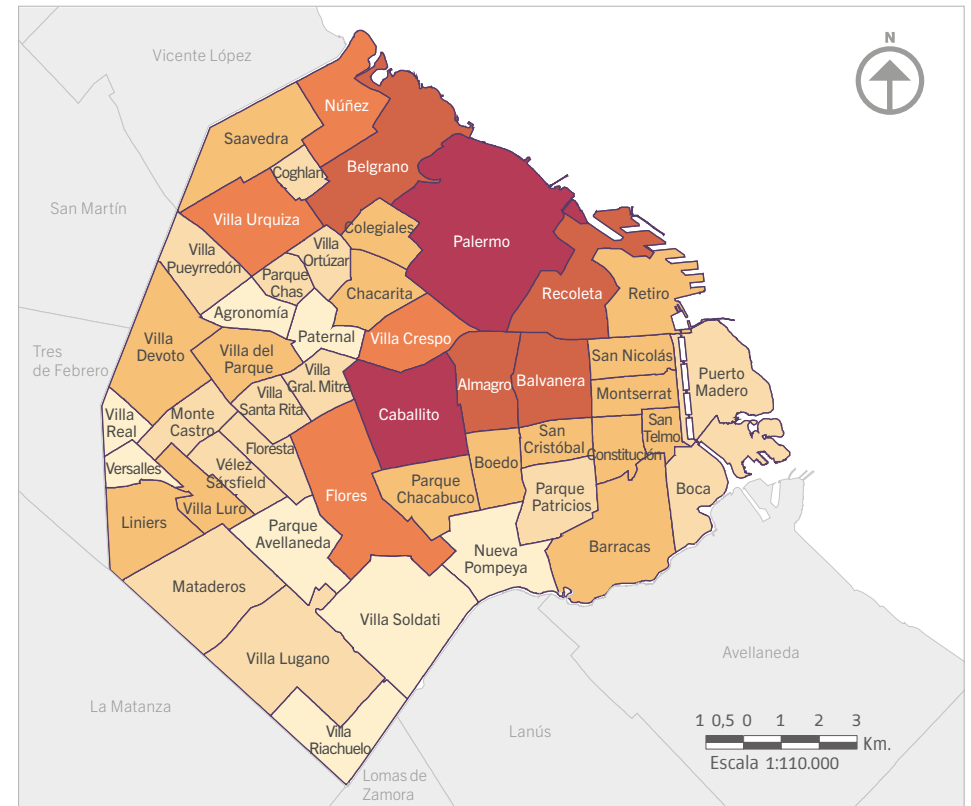 Vicente López
N
Núñez
Saavedra
Belgrano
Coghlan
San Martín
Villa Urquiza
Colegiales
Palermo
Villa
Pueyrredón
Villa
Ortúzar
Parque
Chas
Chacarita
Recoleta
Retiro
Agronomía
Paternal
Villa Crespo
Villa
Devoto
Villa del
Parque
Tres
de Febrero
San Nicolás
Puerto
Madero
Villa
Gral. Mitre
Almagro
Balvanera
Montserrat
Villa
Santa Rita
Caballito
Villa
Real
Monte
Castro
San
Telmo
San
Cristóbal
Floresta
Constitución
Versalles
Vélez
Sársfield
Boedo
Parque
Chacabuco
Flores
Parque
Patricios
Boca
Villa Luro
Liniers
Parque
Avellaneda
Nueva
Pompeya
Barracas
Mataderos
Villa Soldati
Villa Lugano
Avellaneda
La Matanza
Lanús
Villa
Riachuelo
1 0,5 0 1 2 3
Km.
Escala 1:110.000
Lomas de
Zamora